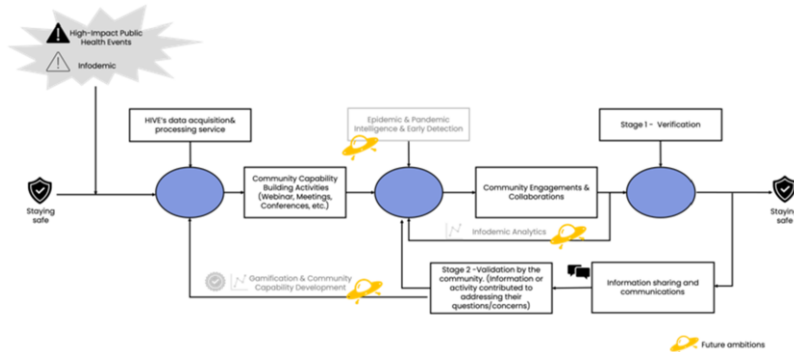 High-Impact Public
Health Events
Infodemic
HIVE's data acquisition&
processing service
Epidemic & Pandemic
Intelligence & Early Detection
Stage 1 - Verification
Staying
safe
Community Capability
Building Activities
(Webinar, Meetings,
Conferences, etc.)
Community Engagements &
Collaborations
Staying
safe
Infodemic Analytics
Gamification & Community
Capability Development
Stage 2 -Validation by the
community. (Information or
activity contributed to
addressing their
questions/concerns)
Information sharing and
communications
Future ambitions